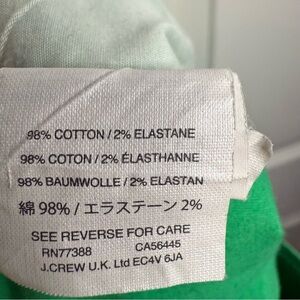 98% COTTON / 2% ELASTANE
98% COTON / 2% ÉLASTHANNE
98% BAUMWOLLE / 2% ELASTAN
綿 98% / エラステーン 2%
SEE REVERSE FOR CARE
RN77388 CA56445
J.CREW U.K. Ltd EC4V 6JA